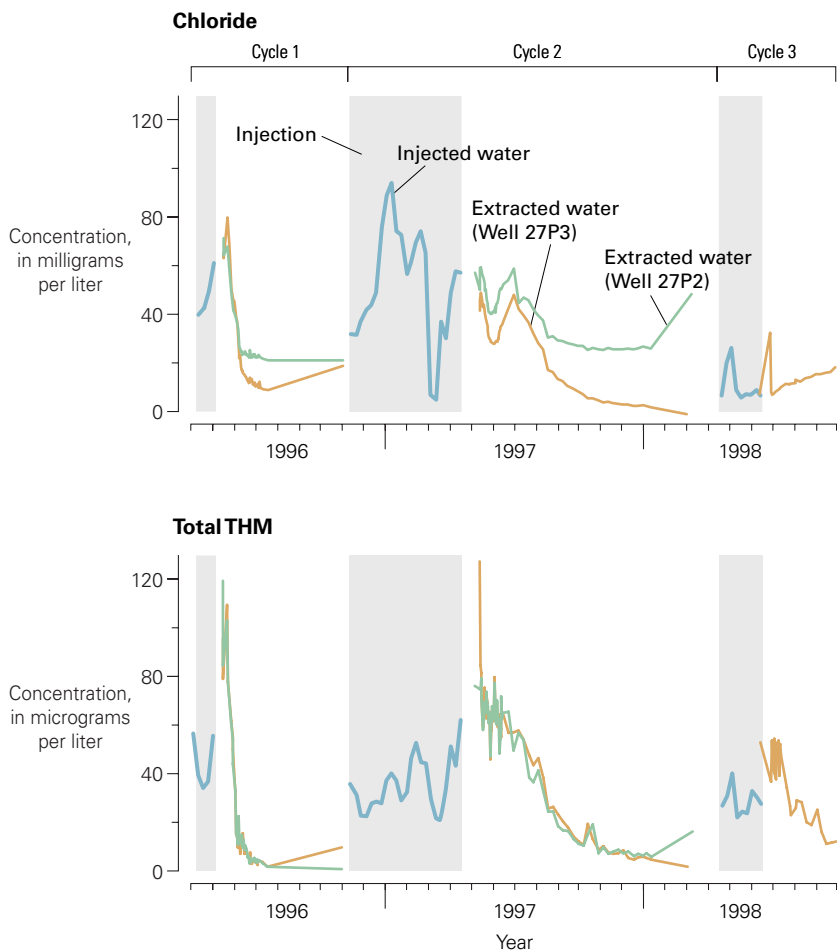 Chloride
Cycle 1
Cycle 2
Cycle 3
120
80
40
0
Concentration,
in milligrams
per liter
Injection
Injected water
Extracted water
(Well 27P3)
Extracted water
(Well 27P2)
1996
1997
1998
Total THM
120
80
40
0
Concentration,
in micrograms
per liter
1996
1997
1998
Year